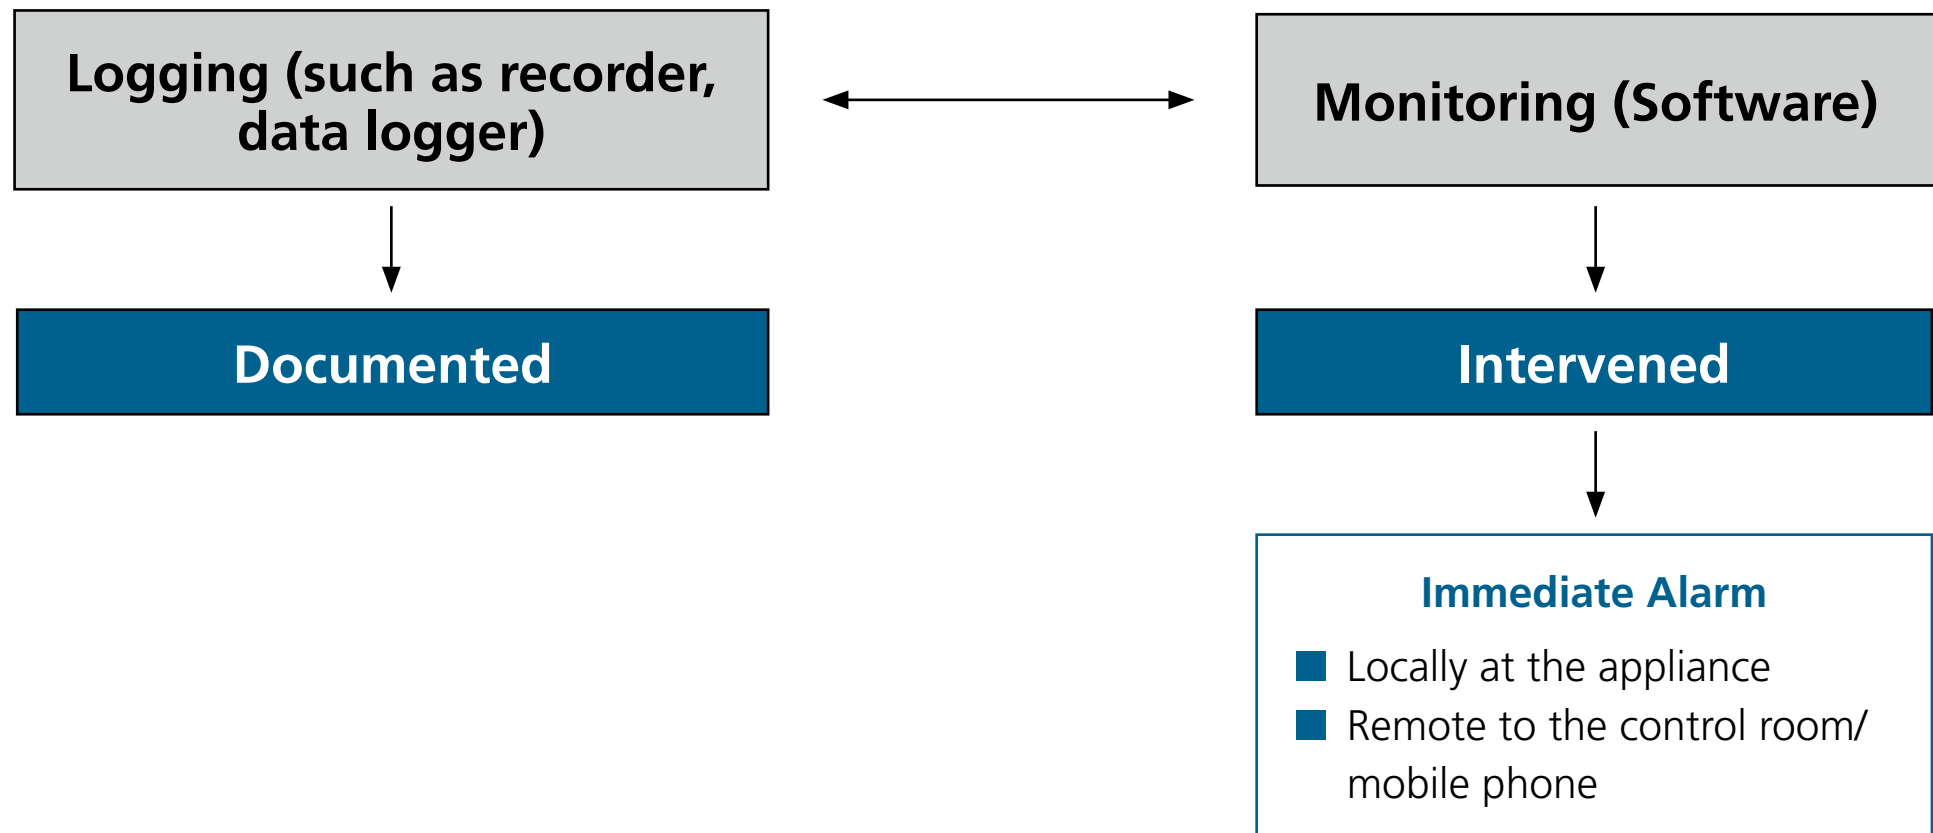 Logging (such as recorder,
data logger)
Monitoring (Software)
Documented
Intervened
Immediate Alarm
Locally at the appliance
Remote to the control room/
mobile phone